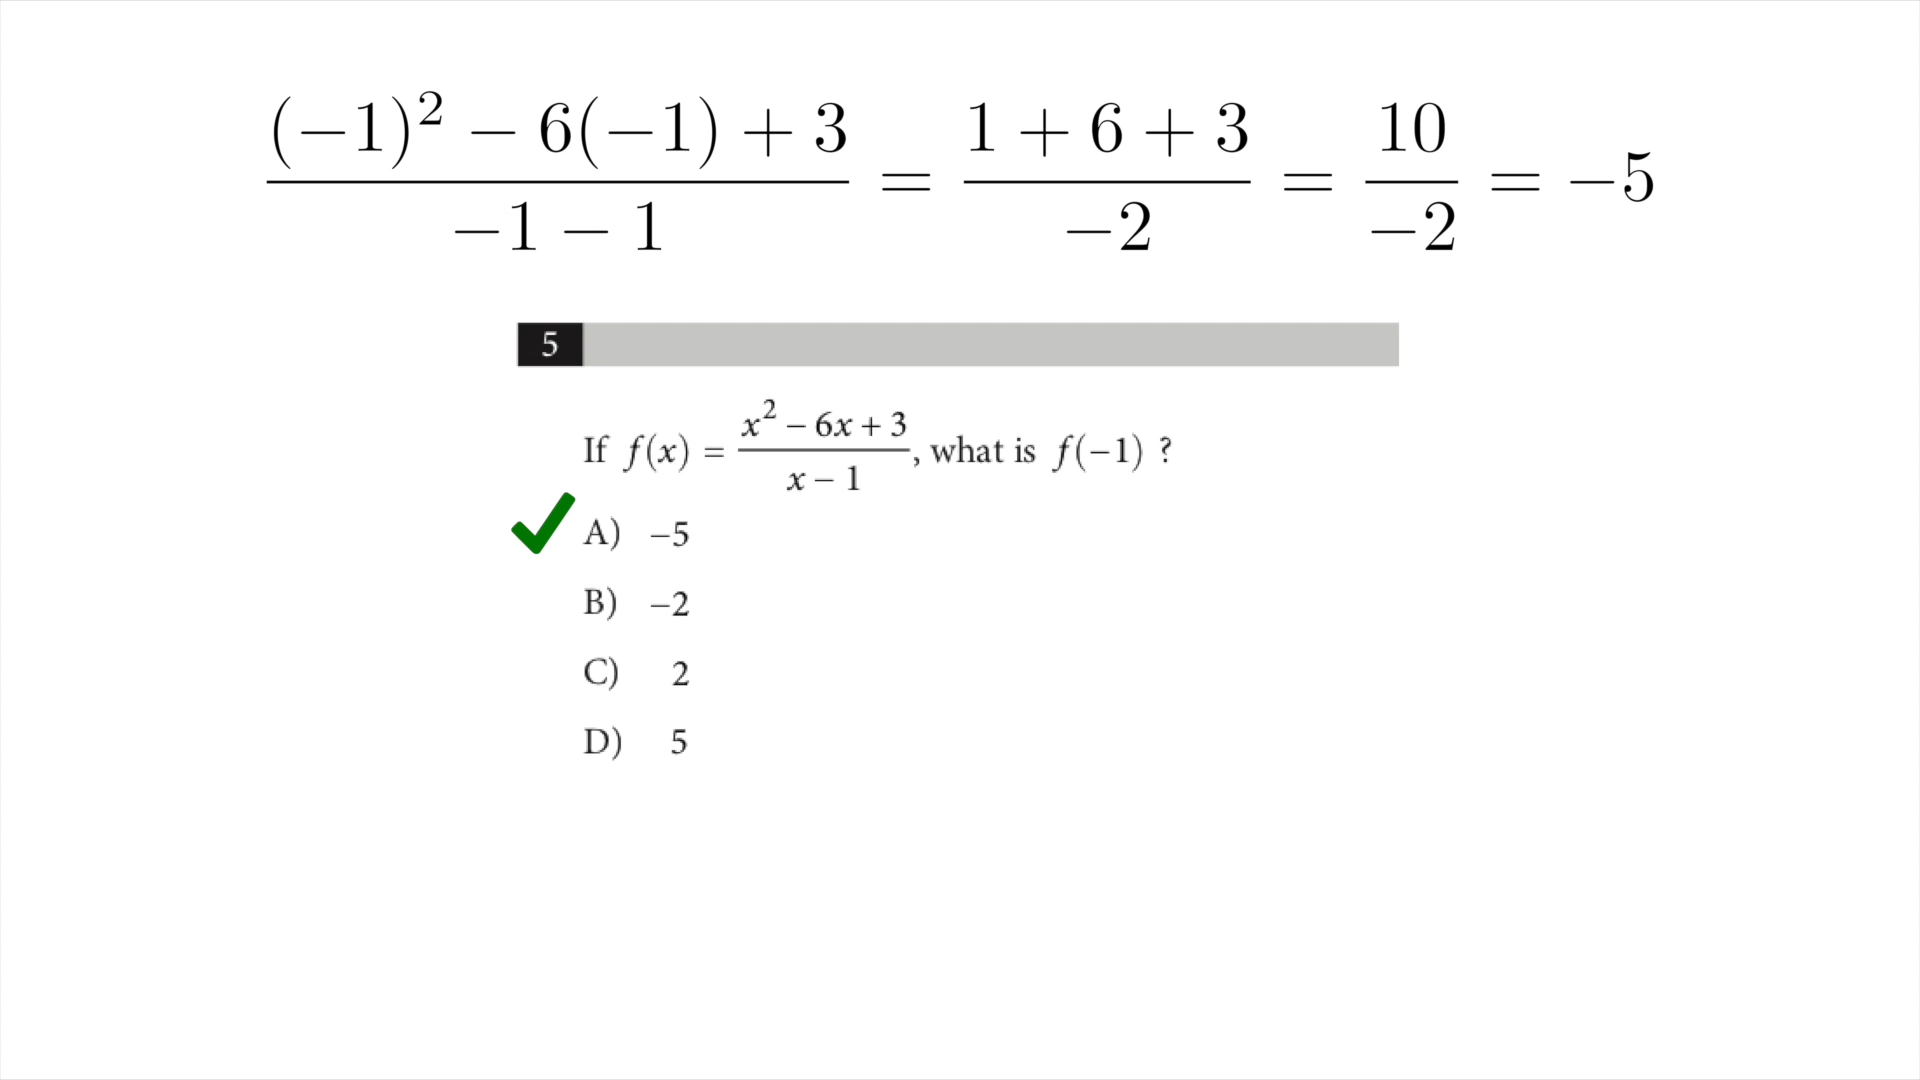 (−1)² − 6(−1) + 3 / −1 − 1 = 1 + 6 + 3 / −2 = 10 / −2 = −5
5
If f(x) = x² − 6x + 3 / x − 1, what is f(−1) ?
A) −5
B) −2
C) 2
D) 5